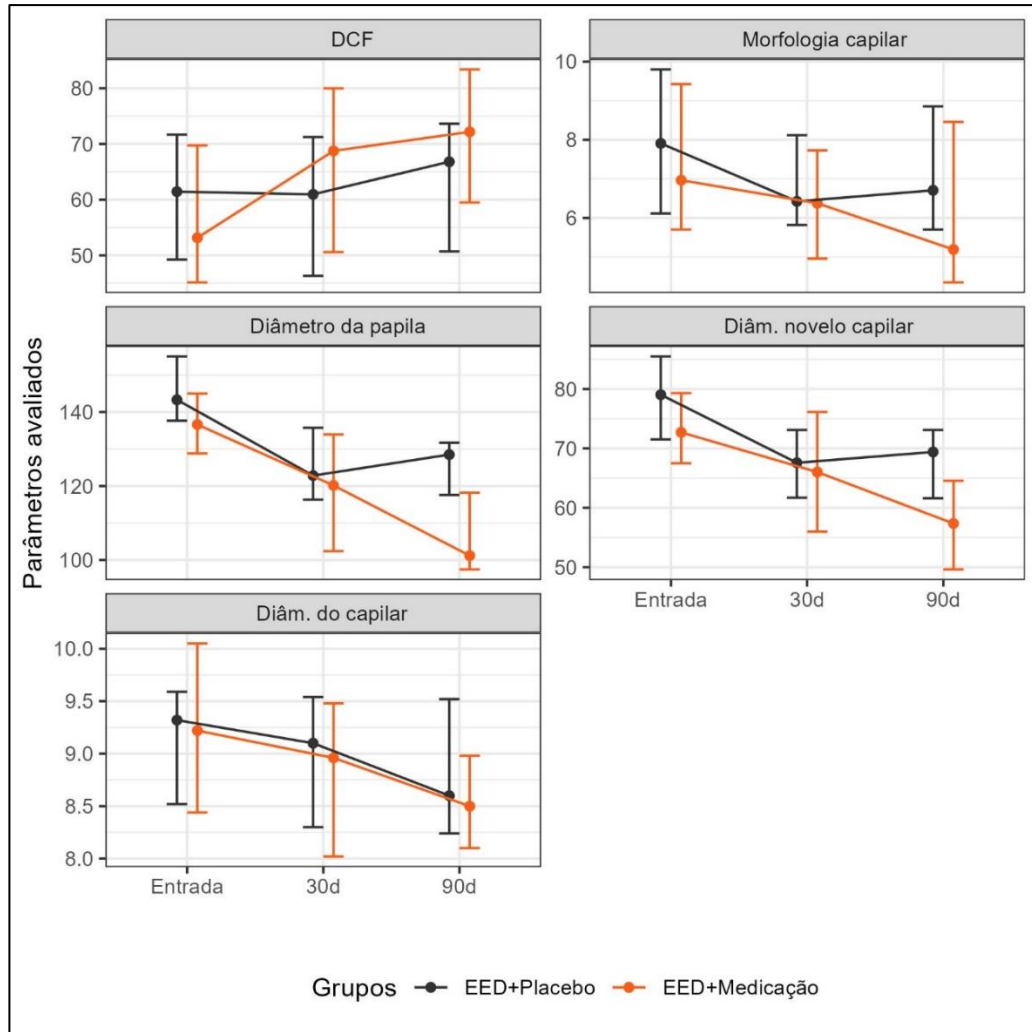 DCF
Morfologia capilar
80
70
60
50
10
8
6
Diâmetro da papila
Diâm. novelo capilar
Parâmetros avaliados
140
120
100
80
70
60
50
Entrada 30d 90d
Diâm. do capilar
10.0
9.5
9.0
8.5
8.0
Entrada 30d 90d
Grupos EED+Placebo EED+Medicação